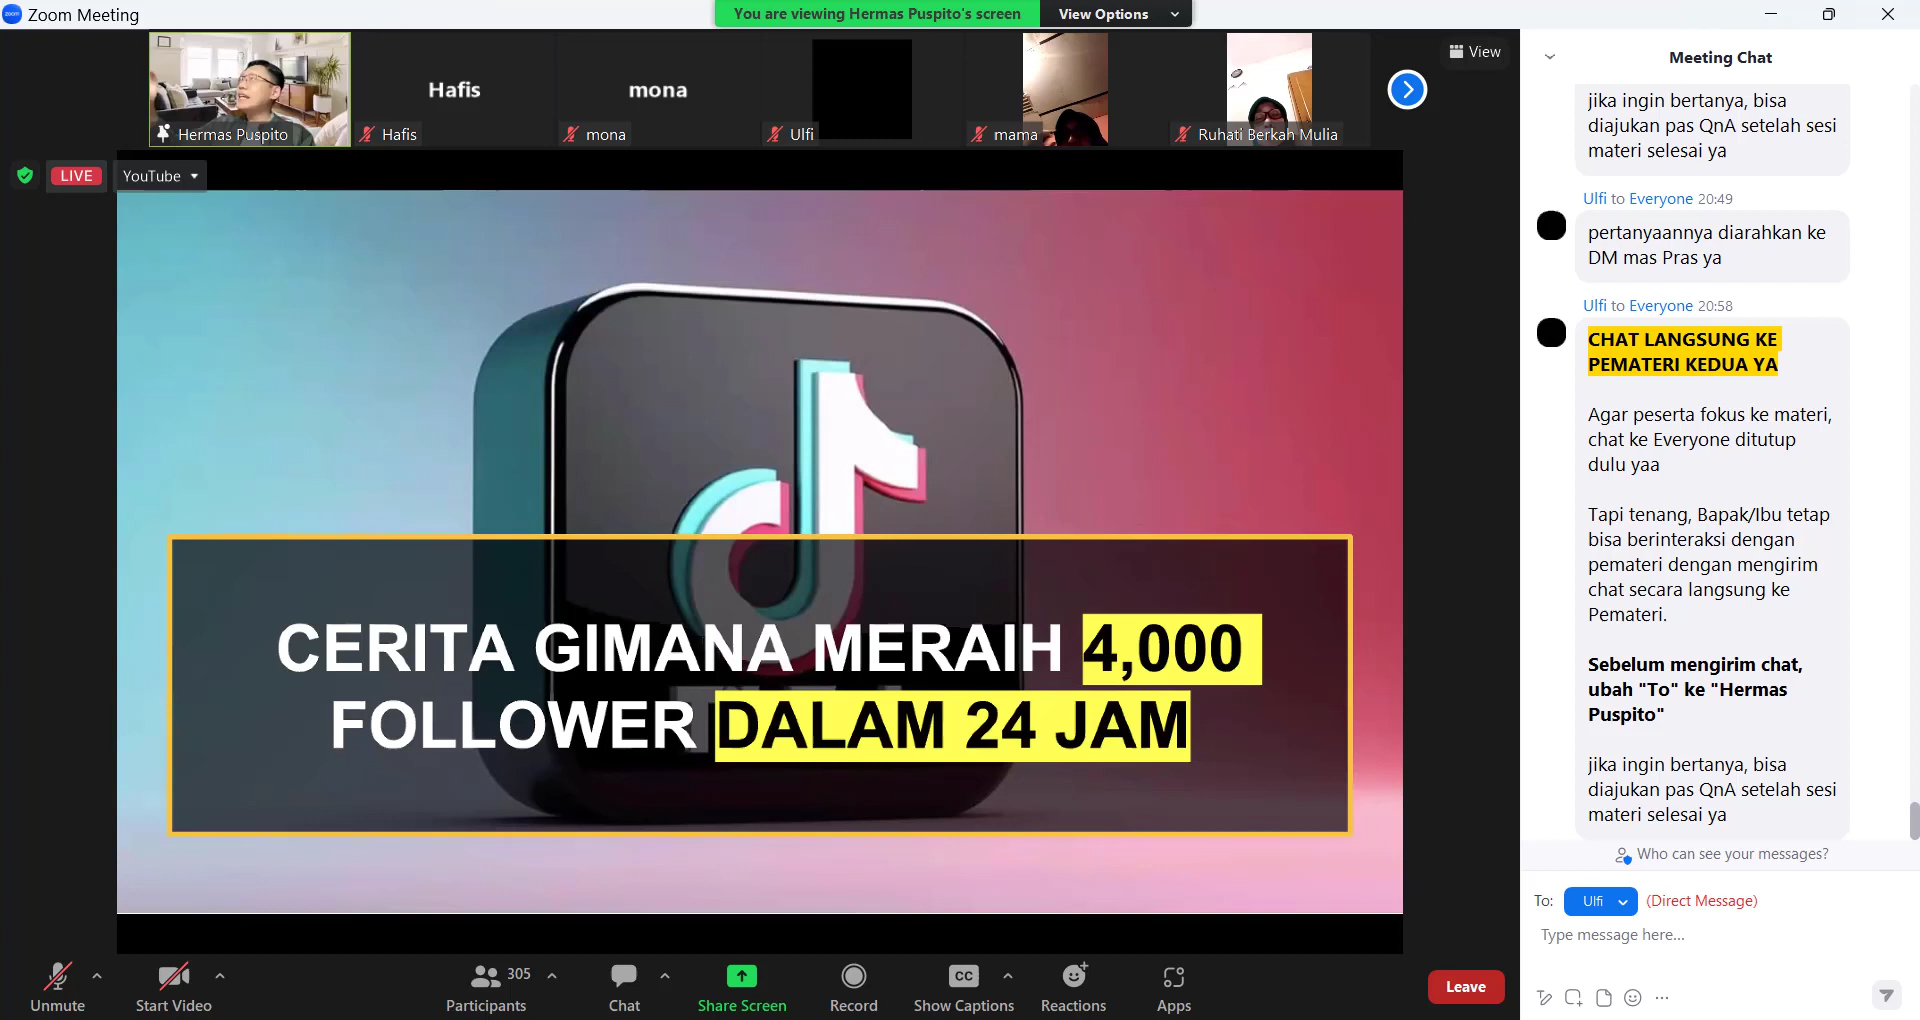 Zoom Meeting
You are viewing Hermas Puspito's screen
View Options
View
Hafis
mona
Hermas Puspito
Hafis
mona
Ulfi
mama
Ruhati Berkah Mulia
LIVE
YouTube
CERITA GIMANA MERAIH 4,000
FOLLOWER DALAM 24 JAM
Unmute
Start Video
305
Participants
Chat
Share Screen
Record
CC
Show Captions
Reactions
Apps
Leave
Meeting Chat
jika ingin bertanya, bisa
diajukan pas QnA setelah sesi
materi selesai ya
Ulfi to Everyone 20:49
pertanyaannya diarahkan ke
DM mas Pras ya
Ulfi to Everyone 20:58
CHAT LANGSUNG KE
PEMATERI KEDUA YA
Agar peserta fokus ke materi,
chat ke Everyone ditutup
dulu yaa
Tapi tenang, Bapak/Ibu tetap
bisa berinteraksi dengan
pemateri dengan mengirim
chat secara langsung ke
Pemateri.
Sebelum mengirim chat,
ubah "To" ke "Hermas
Puspito"
jika ingin bertanya, bisa
diajukan pas QnA setelah sesi
materi selesai ya
Who can see your messages?
To: Ulfi (Direct Message)
Type message here...